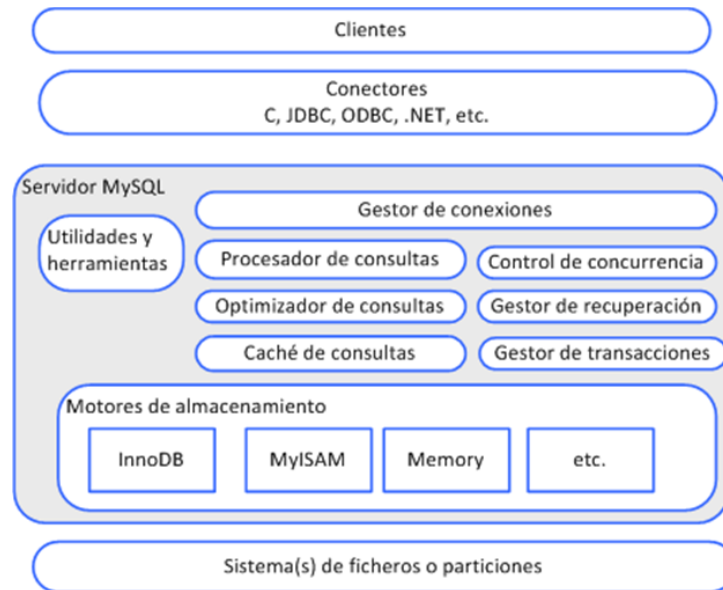 Clientes
Conectores
C, JDBC, ODBC, .NET, etc.
Servidor MySQL
Utilidades y
herramientas
Gestor de conexiones
Procesador de consultas
Control de concurrencia
Optimizador de consultas
Gestor de recuperación
Caché de consultas
Gestor de transacciones
Motores de almacenamiento
InnoDB
MyISAM
Memory
etc.
Sistema(s) de ficheros o particiones